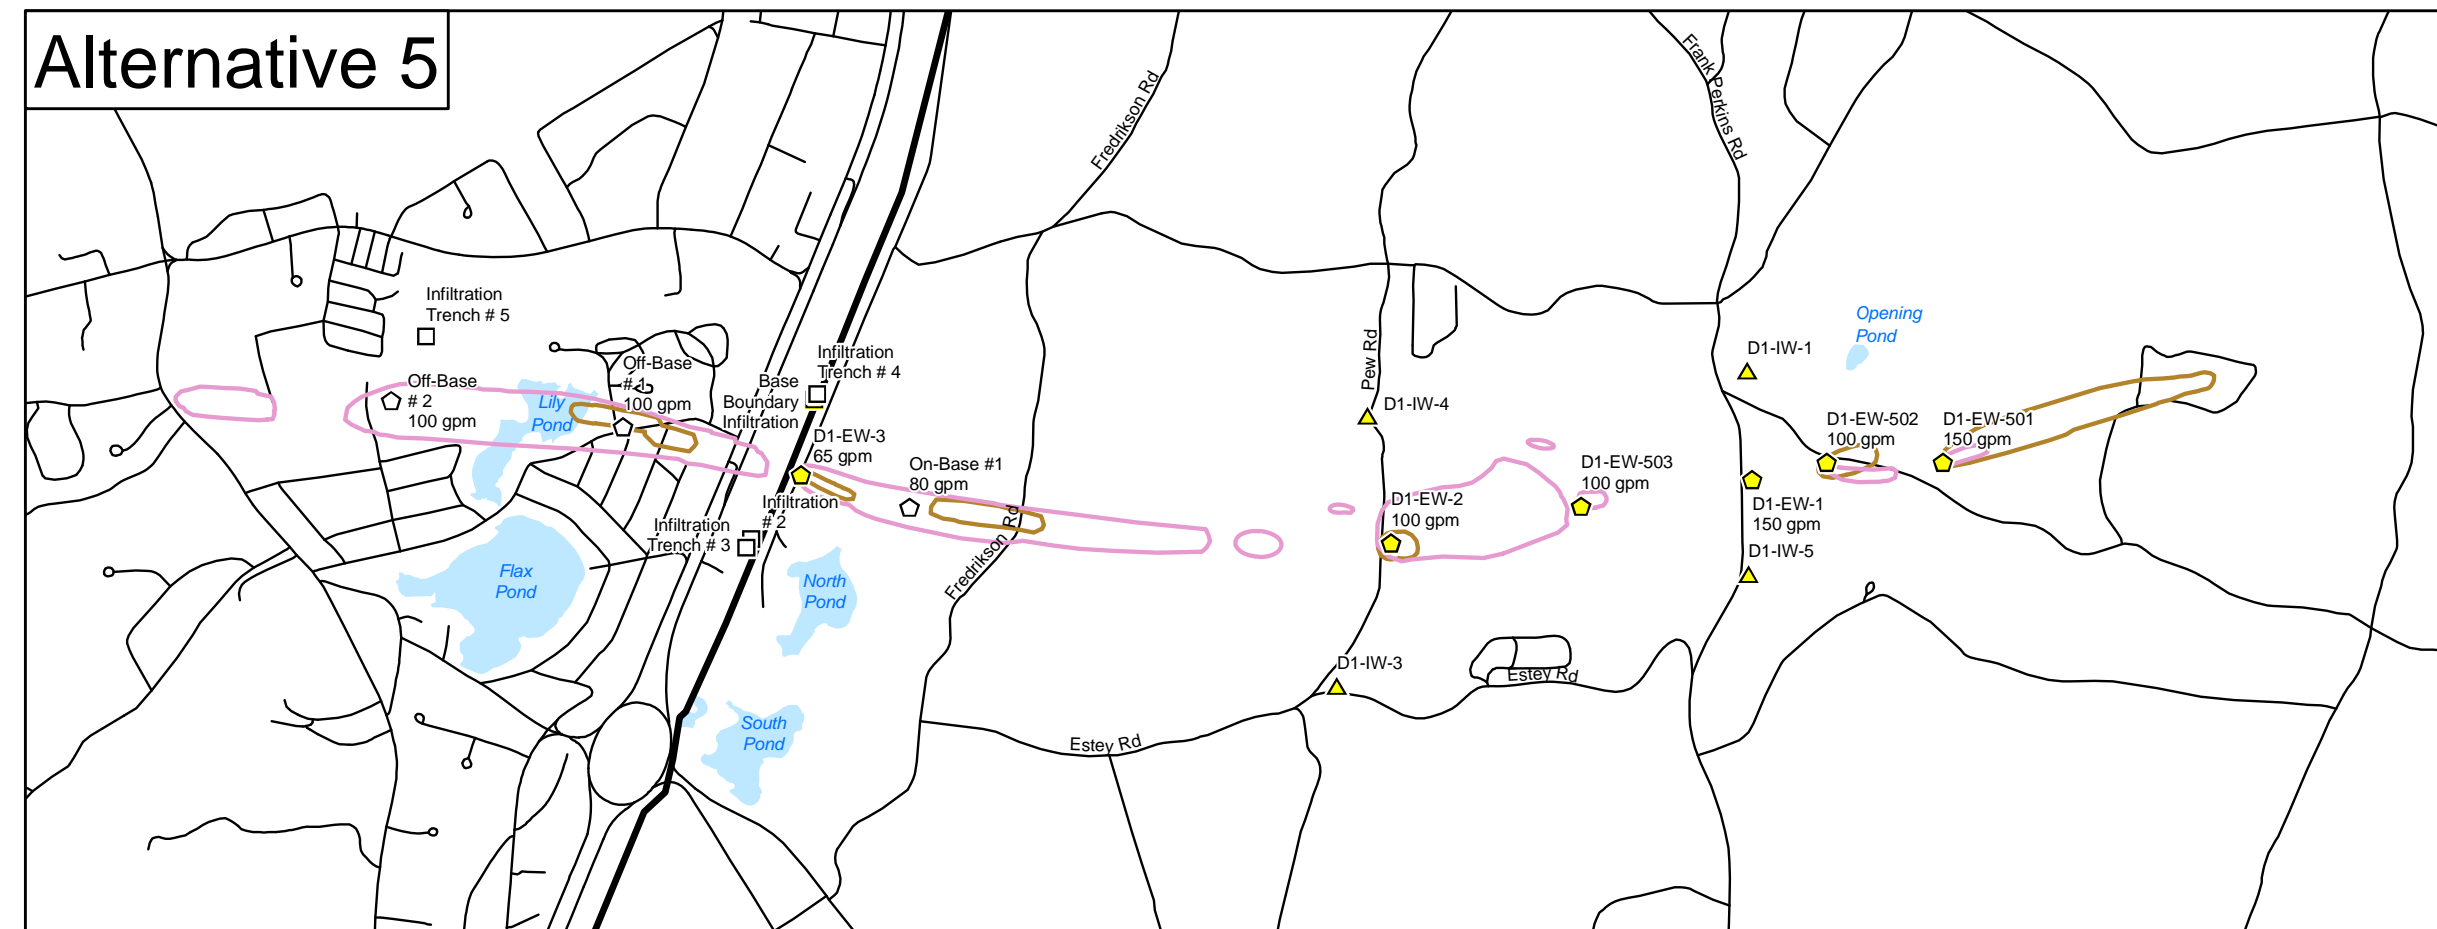 Alternative 5
Fredrikson Rd
Frank Perkins Rd
Infiltration
Trench # 5
Opening
Pond
Infiltration
Trench # 4
Pew Rd
D1-IW-1
Off-Base
# 1
100 gpm
Off-Base
# 2
100 gpm
Lily
Pond
Base
Boundary
Infiltration
D1-IW-4
D1-EW-502
100 gpm
D1-EW-501
150 gpm
D1-EW-3
65 gpm
On-Base #1
80 gpm
D1-EW-503
100 gpm
D1-EW-2
100 gpm
D1-EW-1
150 gpm
Infiltration
# 2
Infiltration
Trench # 3
Fredrikson Rd
D1-IW-5
Flax
Pond
North
Pond
D1-IW-3
Estey Rd
South
Pond
Estey Rd